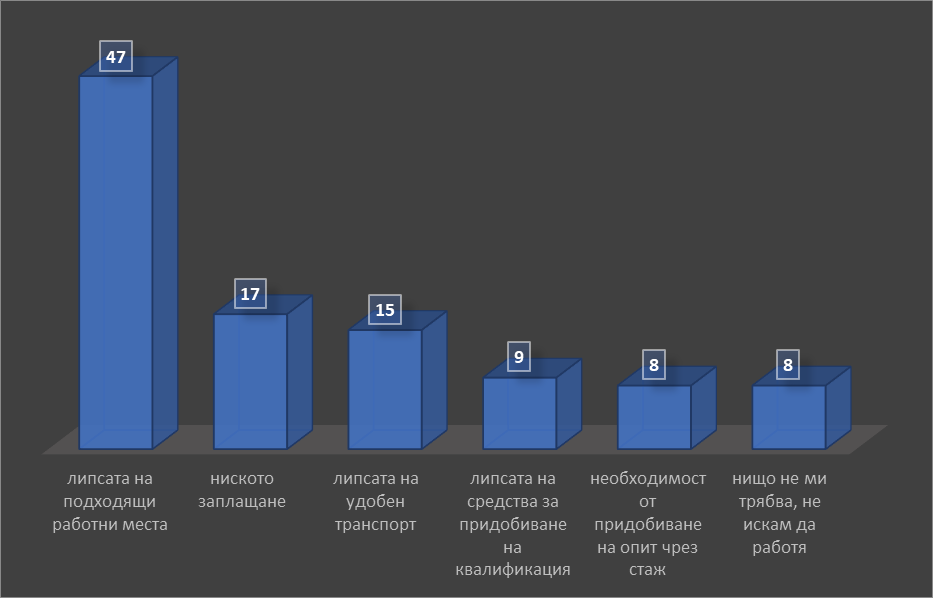 47
17
15
9
8
8
липсата на
подходящи
работни места
ниското
заплащане
липсата на
удобен
транспорт
липсата на
средства за
придобиване
на
квалификация
необходимост
от
придобиване
на опит чрез
стаж
нищо не ми
трябва, не
искам да
работя